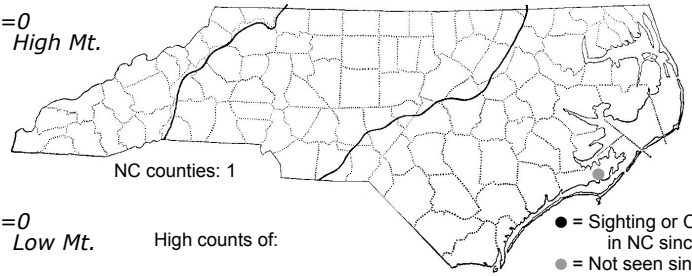 =0
High Mt.
NC counties: 1
=0
Low Mt.
High counts of:
● = Sighting or
in NC sinc
● = Not seen sin